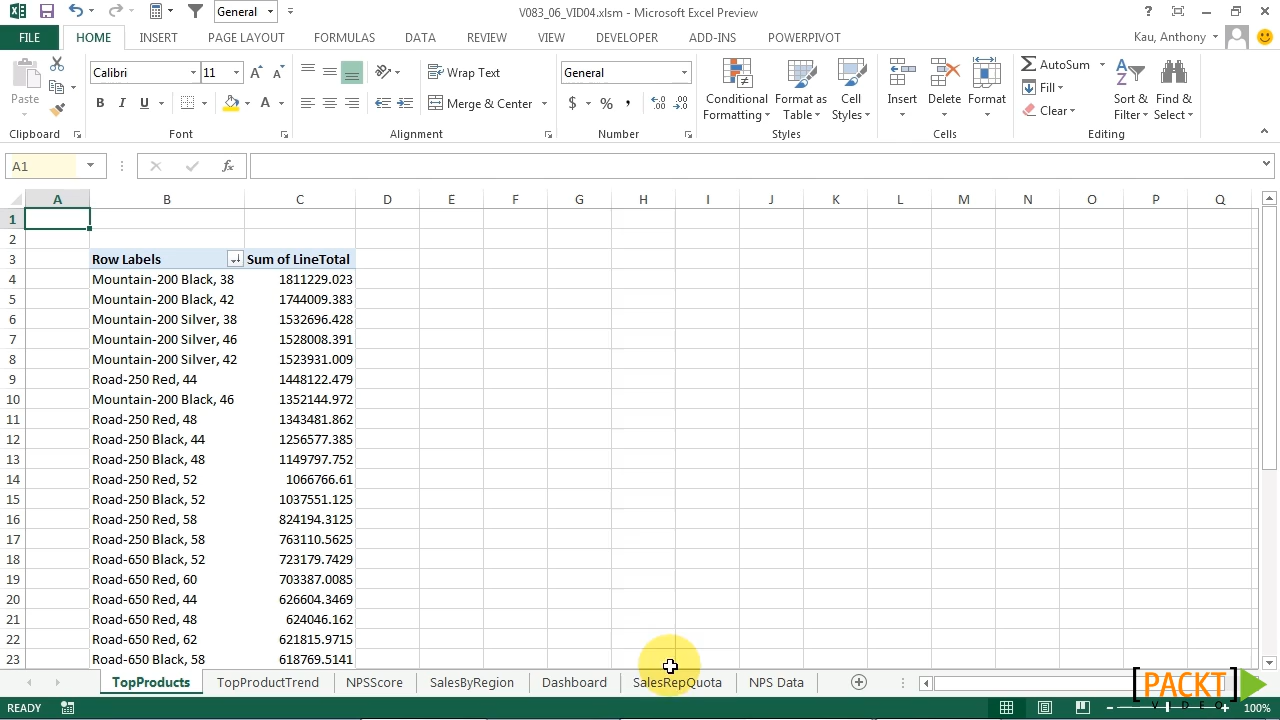 General
V083_06_VID04.xlsm - Microsoft Excel Preview
?
FILE HOME INSERT PAGE LAYOUT FORMULAS DATA REVIEW VIEW DEVELOPER ADD-INS POWERPIVOT
Kau, Anthony
Paste
Calibri 11
B I U
Wrap Text
Merge & Center
General
$ % ,
Conditional Formatting
Format as Table
Cell Styles
Insert Delete Format
AutoSum
Fill
Clear
Sort & Filter
Find & Select
Clipboard Font Alignment Number Styles Cells Editing
A1 fx
A B C D E F G H I J K L M N O P Q
1
2
3 Row Labels Sum of LineTotal
4 Mountain-200 Black, 38 1811229.023
5 Mountain-200 Black, 42 1744009.383
6 Mountain-200 Silver, 38 1532696.428
7 Mountain-200 Silver, 46 1528008.391
8 Mountain-200 Silver, 42 1523931.009
9 Road-250 Red, 44 1448122.479
10 Mountain-200 Black, 46 1352144.972
11 Road-250 Red, 48 1343481.862
12 Road-250 Black, 44 1256577.385
13 Road-250 Black, 48 1149797.752
14 Road-250 Red, 52 1066766.61
15 Road-250 Black, 52 1037551.125
16 Road-250 Red, 58 824194.3125
17 Road-250 Black, 58 763110.5625
18 Road-650 Black, 52 723179.7429
19 Road-650 Red, 60 703387.0085
20 Road-650 Red, 44 626604.3469
21 Road-650 Red, 48 624046.162
22 Road-650 Red, 62 621815.9715
23 Road-650 Black, 58 618769.5141
TopProducts TopProductTrend NPSScore SalesByRegion Dashboard SalesRepQuota NPS Data
[PACKT]
VIDEO
READY
100%